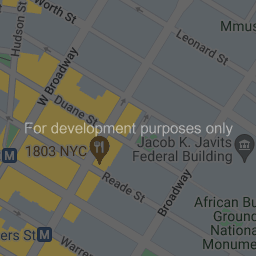 Worth St
Mmus
Hudson St
W Broadway
Leonard St
Duane St
For development purposes only
Jacob K. Javits
Federal Building
1803 NYC
M
Reade St
Broadway
African Bu
Ground
Nation
Monume
ers St M
Warre